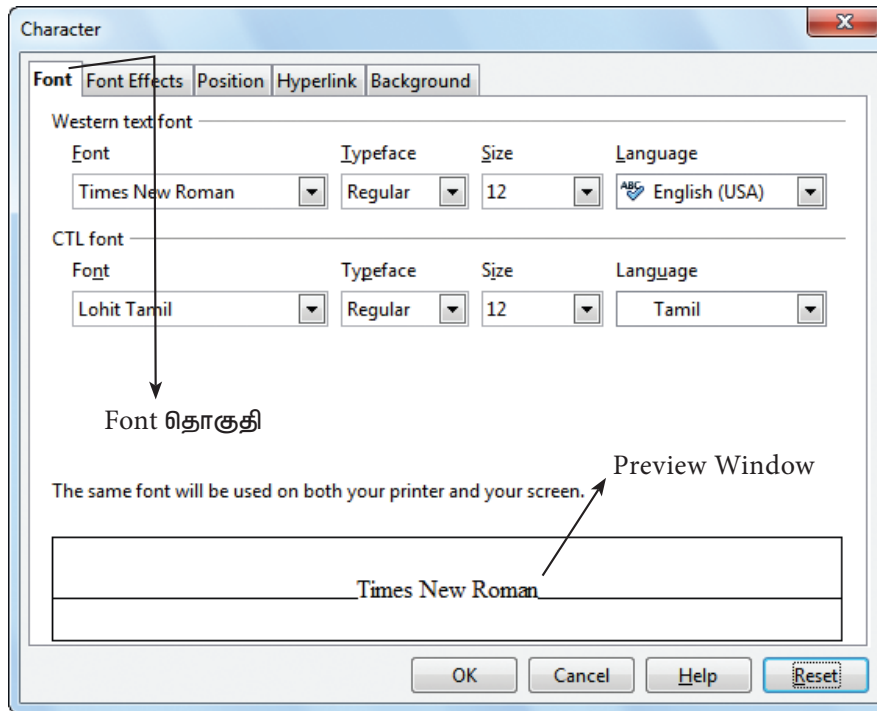 Character
Font Font Effects Position Hyperlink Background
Western text font
Font Typeface Size Language
Times New Roman Regular 12 ABC English (USA)
CTL font
Font Typeface Size Language
Lohit Tamil Regular 12 Tamil
Font தொகுதி
Preview Window
The same font will be used on both your printer and your screen.
Times New Roman
OK Cancel Help Reset